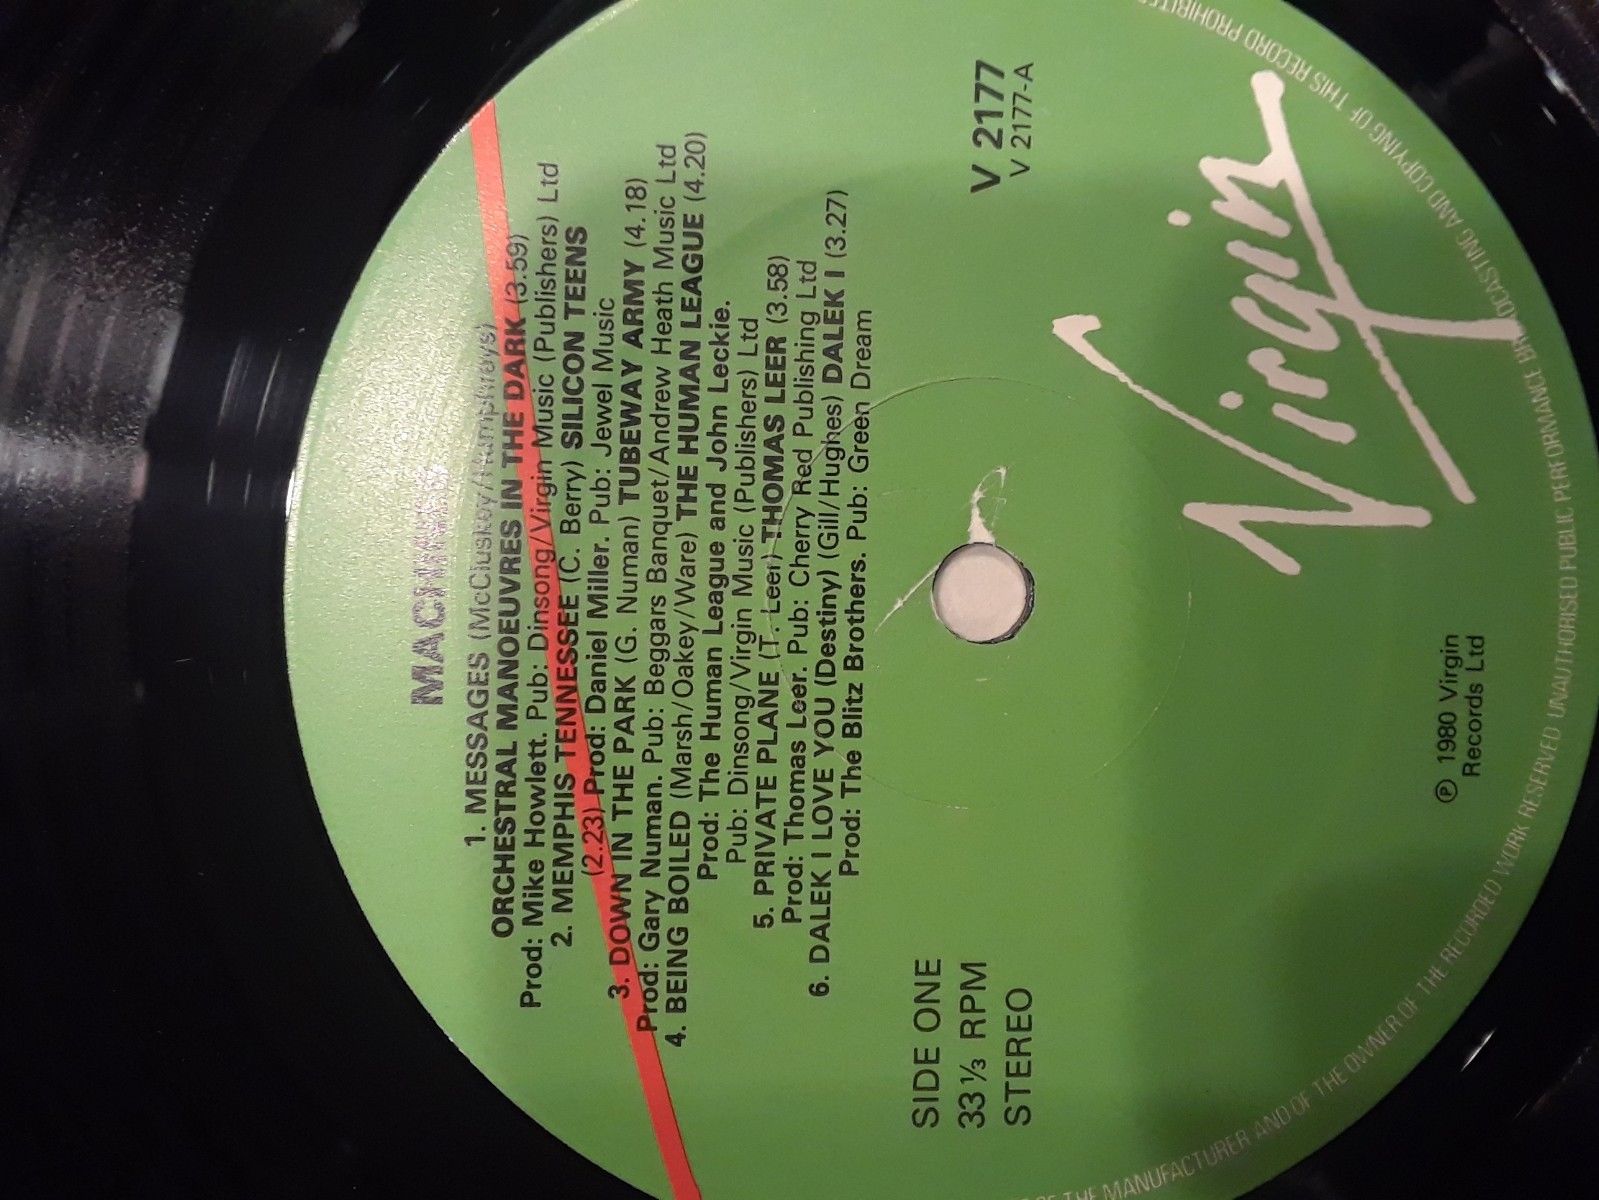 MACHINES
1. MESSAGES (McCluskey/Humphreys)
ORCHESTRAL MANOEUVRES IN THE DARK (3.59)
Prod: Mike Howlett. Pub: Dinsong/Virgin Music (Publishers) Ltd
2. MEMPHIS TENNESSEE (C. Berry) SILICON TEENS
(2.23) Prod: Daniel Miller. Pub: Jewel Music
3. DOWN IN THE PARK (G. Numan) TUBEWAY ARMY (4.18)
Prod: Gary Numan. Pub: Beggars Banquet/Andrew Heath Music Ltd
4. BEING BOILED (Marsh/Oakey/Ware) THE HUMAN LEAGUE (4.20)
Prod: The Human League and John Leckie.
Pub: Dinsong/Virgin Music (Publishers) Ltd
5. PRIVATE PLANE (T. Leer) THOMAS LEER (3.58)
Prod: Thomas Leer. Pub: Cherry Red Publishing Ltd
6. DALEK I LOVE YOU (Destiny) (Gill/Hughes) DALEK I (3.27)
Prod: The Blitz Brothers. Pub: Green Dream
SIDE ONE
33⅓ RPM
STEREO
V 2177
V 2177-A
Virgin
℗ 1980 Virgin
Records Ltd
OF THE MANUFACTURER AND OF THE OWNER OF THE RECORDED WORK RESERVED UNAUTHORISED PUBLIC PERFORMANCE BROADCASTING AND COPYING OF THIS RECORD PROHIBITED